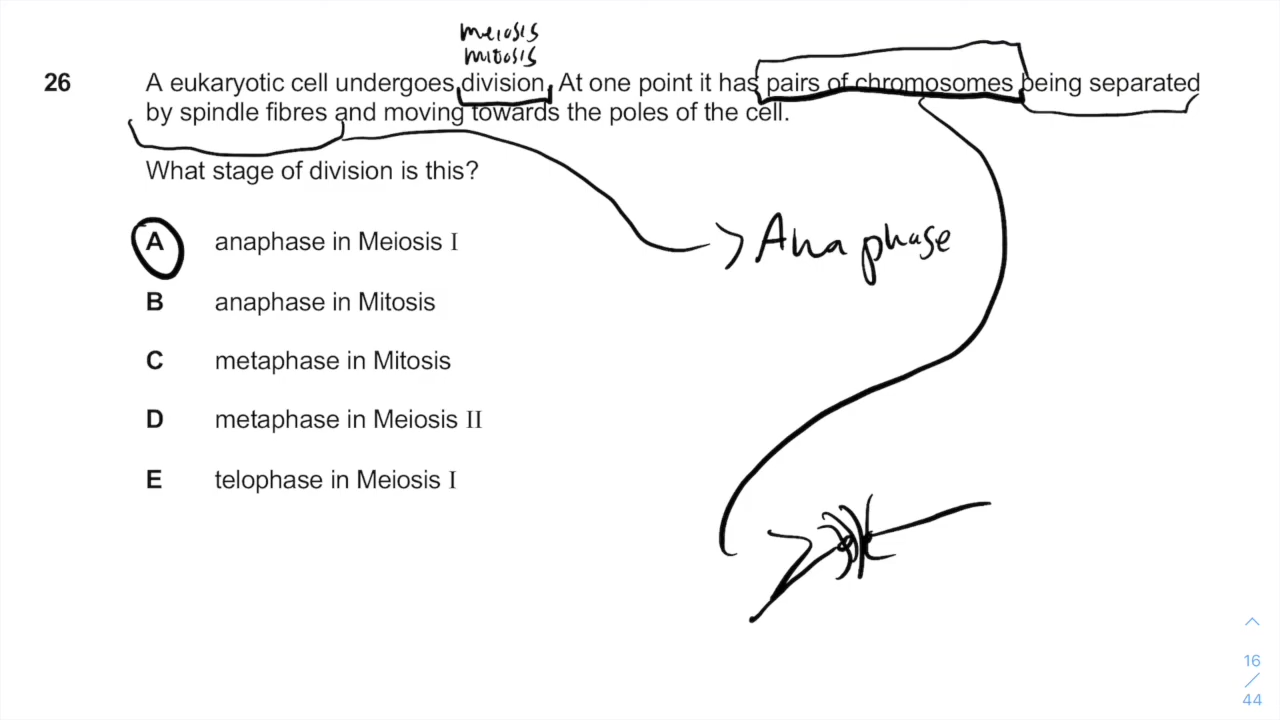 meiosis
mitosis
26 A eukaryotic cell undergoes division. At one point it has pairs of chromosomes being separated
by spindle fibres and moving towards the poles of the cell.
What stage of division is this?
A anaphase in Meiosis I
Anaphase
B anaphase in Mitosis
C metaphase in Mitosis
D metaphase in Meiosis II
E telophase in Meiosis I
16
/
44